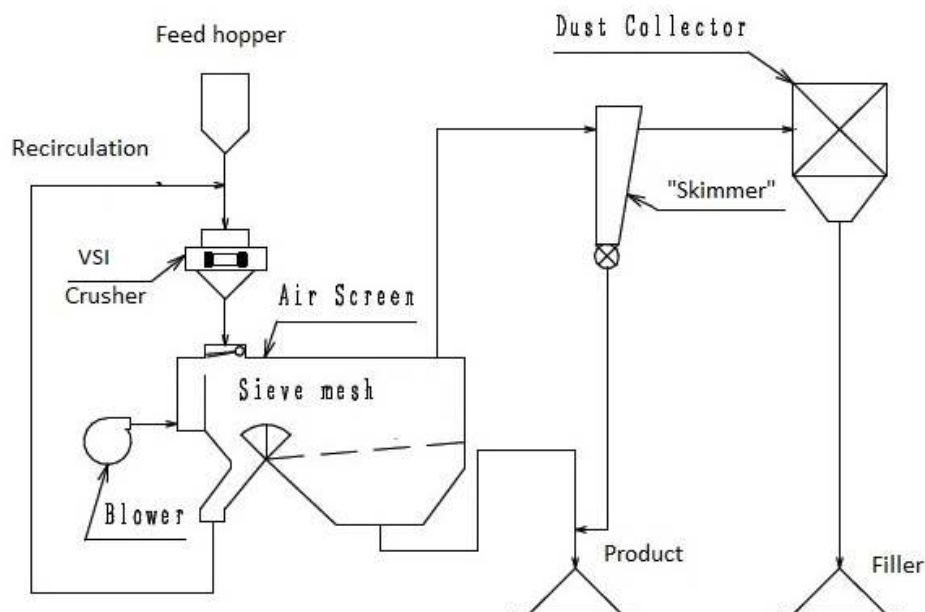 Feed hopper
Dust Collector
Recirculation
"Skimmer"
VSI
Crusher
Air Screen
Sieve mesh
Blower
Product
Filler